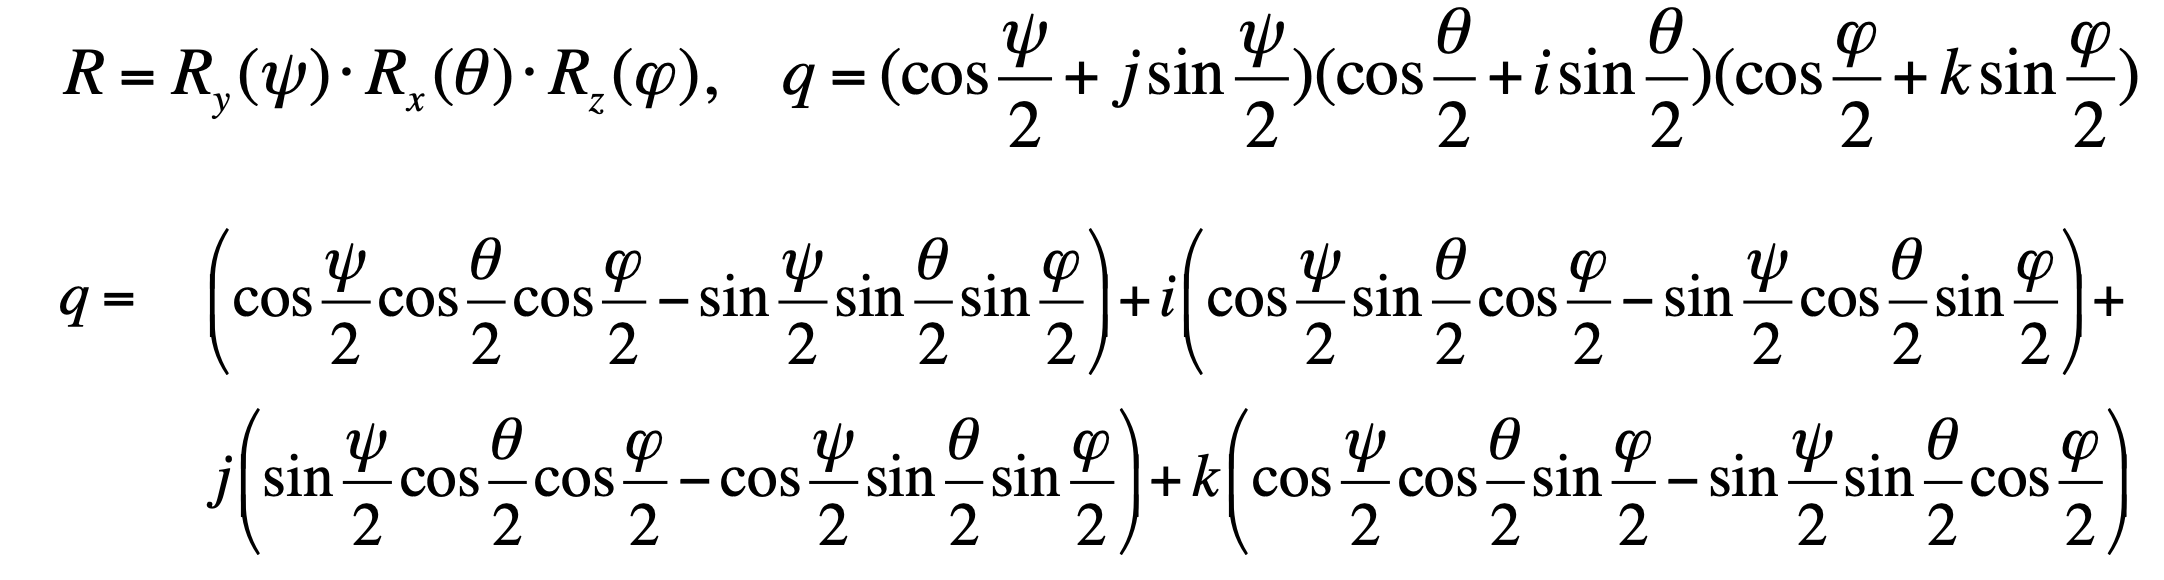 R = R_y(ψ) · R_x(θ) · R_z(φ),   q = (cos ψ/2 + j sin ψ/2)(cos θ/2 + i sin θ/2)(cos φ/2 + k sin φ/2)
q = (cos ψ/2 cos θ/2 cos φ/2 − sin ψ/2 sin θ/2 sin φ/2) + i(cos ψ/2 sin θ/2 cos φ/2 − sin ψ/2 cos θ/2 sin φ/2) +
j(sin ψ/2 cos θ/2 cos φ/2 − cos ψ/2 sin θ/2 sin φ/2) + k(cos ψ/2 cos θ/2 sin φ/2 − sin ψ/2 sin θ/2 cos φ/2)